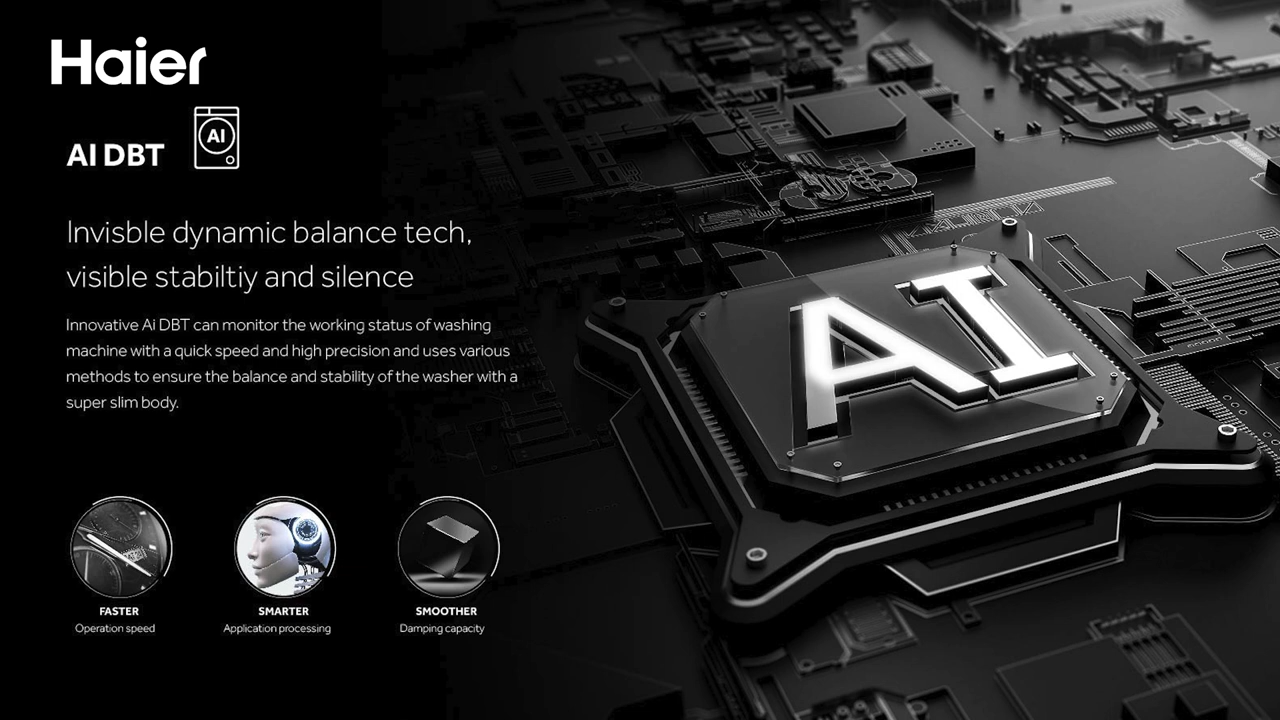 Haier
AI DBT
AI
Invisble dynamic balance tech,
visible stabiltiy and silence
Innovative Ai DBT can monitor the working status of washing
machine with a quick speed and high precision and uses various
methods to ensure the balance and stability of the washer with a
super slim body.
AI
FASTER
Operation speed
SMARTER
Application processing
SMOOTHER
Damping capacity